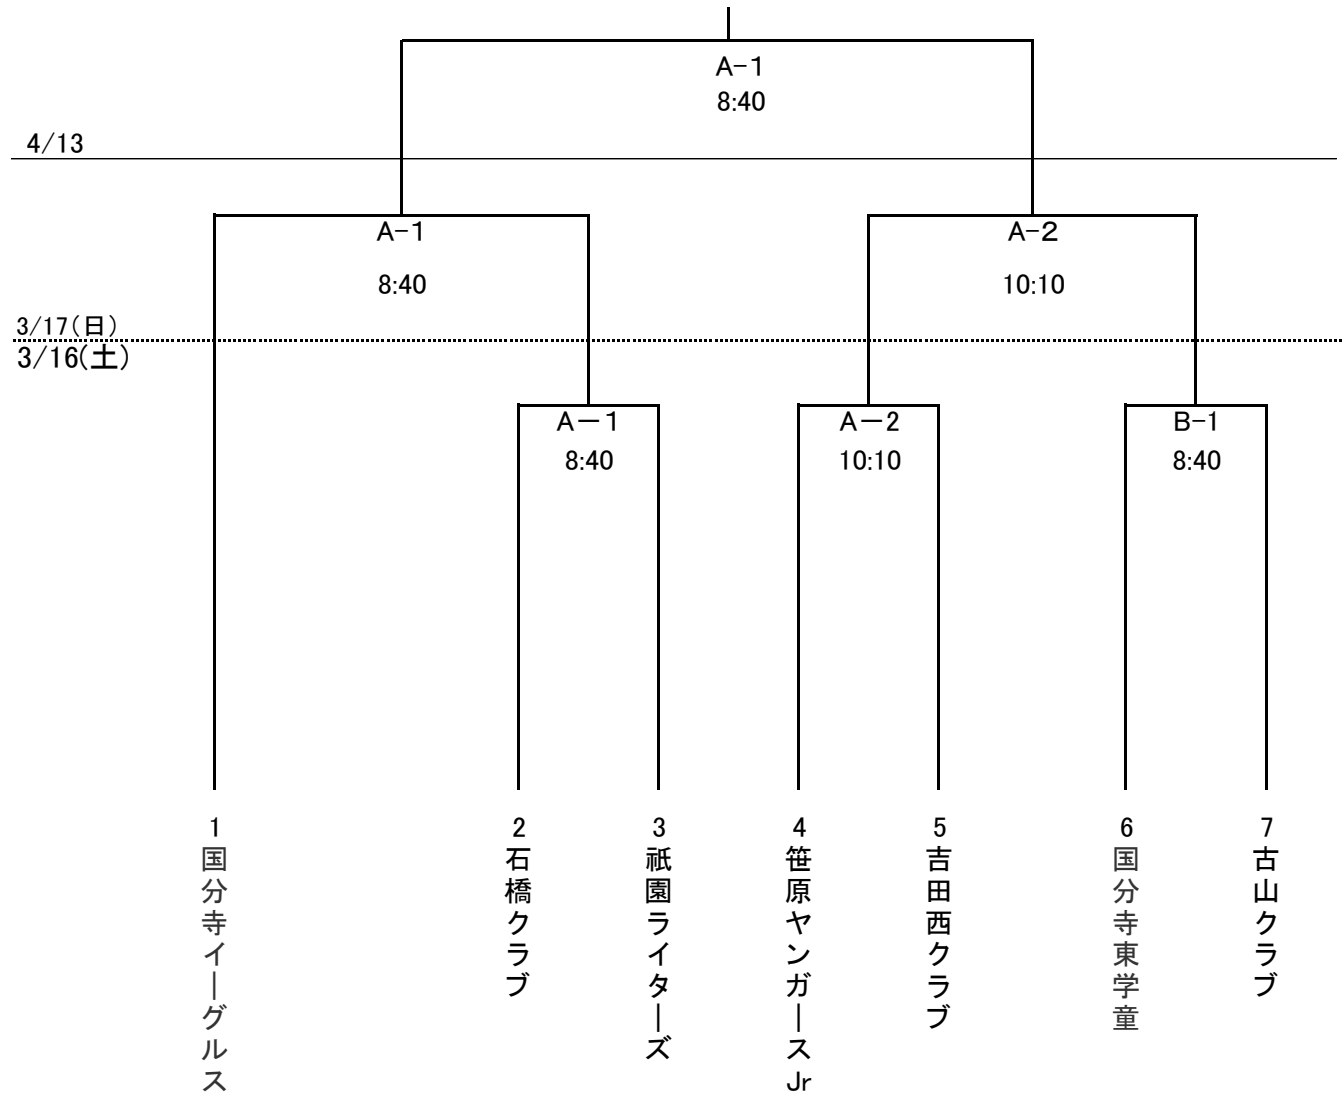 A-1
8:40
4/13
A-1
A-2
8:40
10:10
3/17(日)
3/16(土)
A-1
A-2
B-1
8:40
10:10
8:40
1
国分寺イーグルス
2
石橋クラブ
3
祇園ライターズ
4
笹原ヤンガースJr
5
吉田西クラブ
6
国分寺東学童
7
古山クラブ